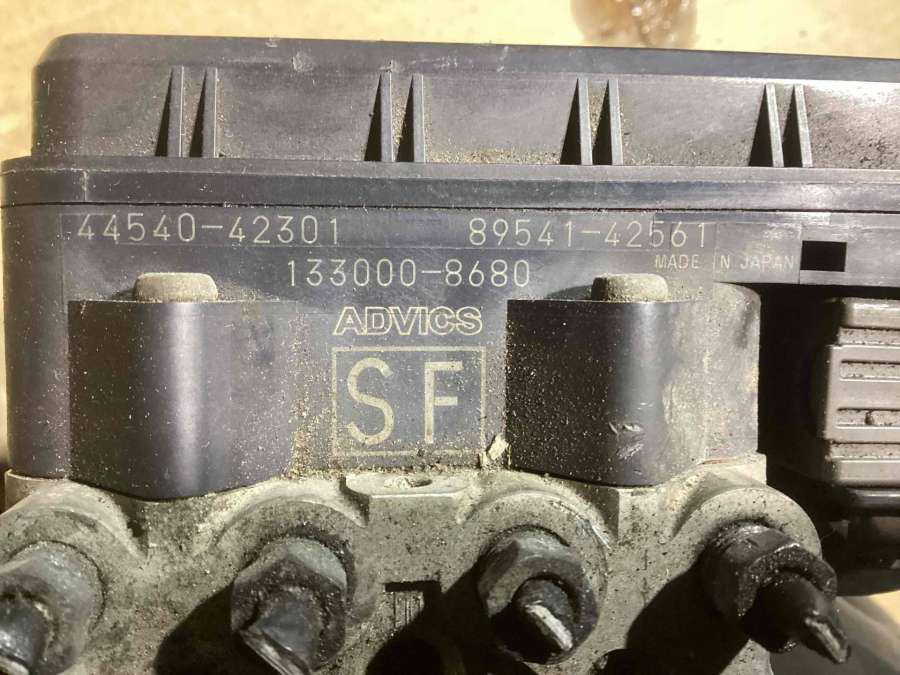 44540-42301 89541-42561
133000-8680 MADE IN JAPAN
ADVICS
SF